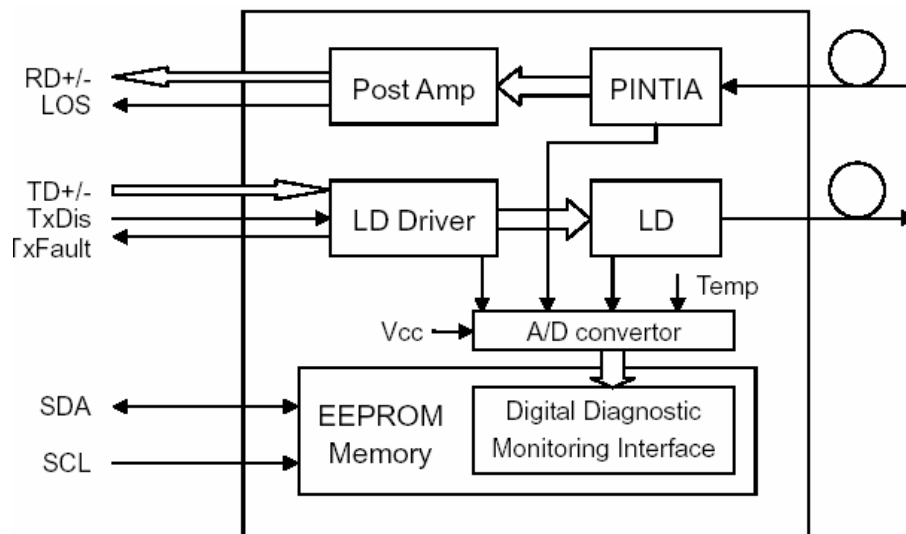 RD+/-
LOS
Post Amp
PINTIA
TD+/-
TxDis
TxFault
LD Driver
LD
Temp
Vcc
A/D convertor
SDA
SCL
EEPROM
Memory
Digital Diagnostic
Monitoring Interface